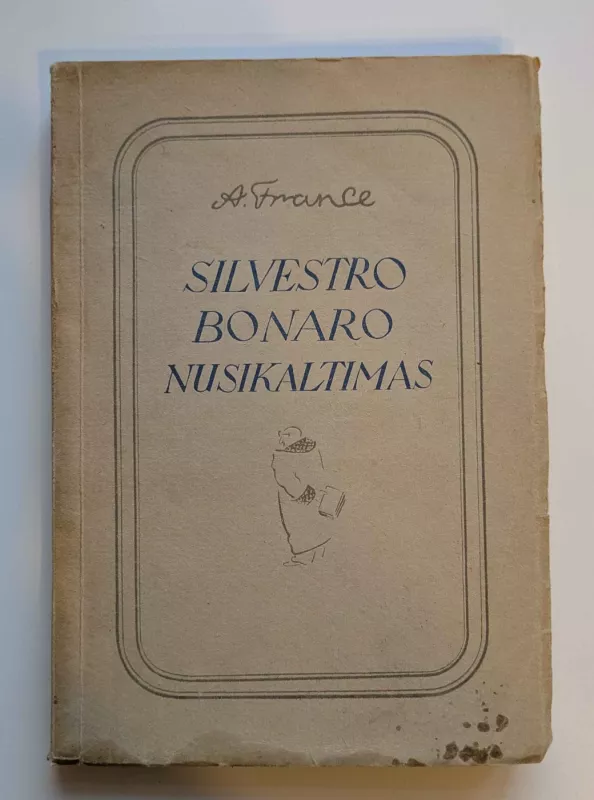 A. France
SILVESTRO
BONARO
NUSIKALTIMAS